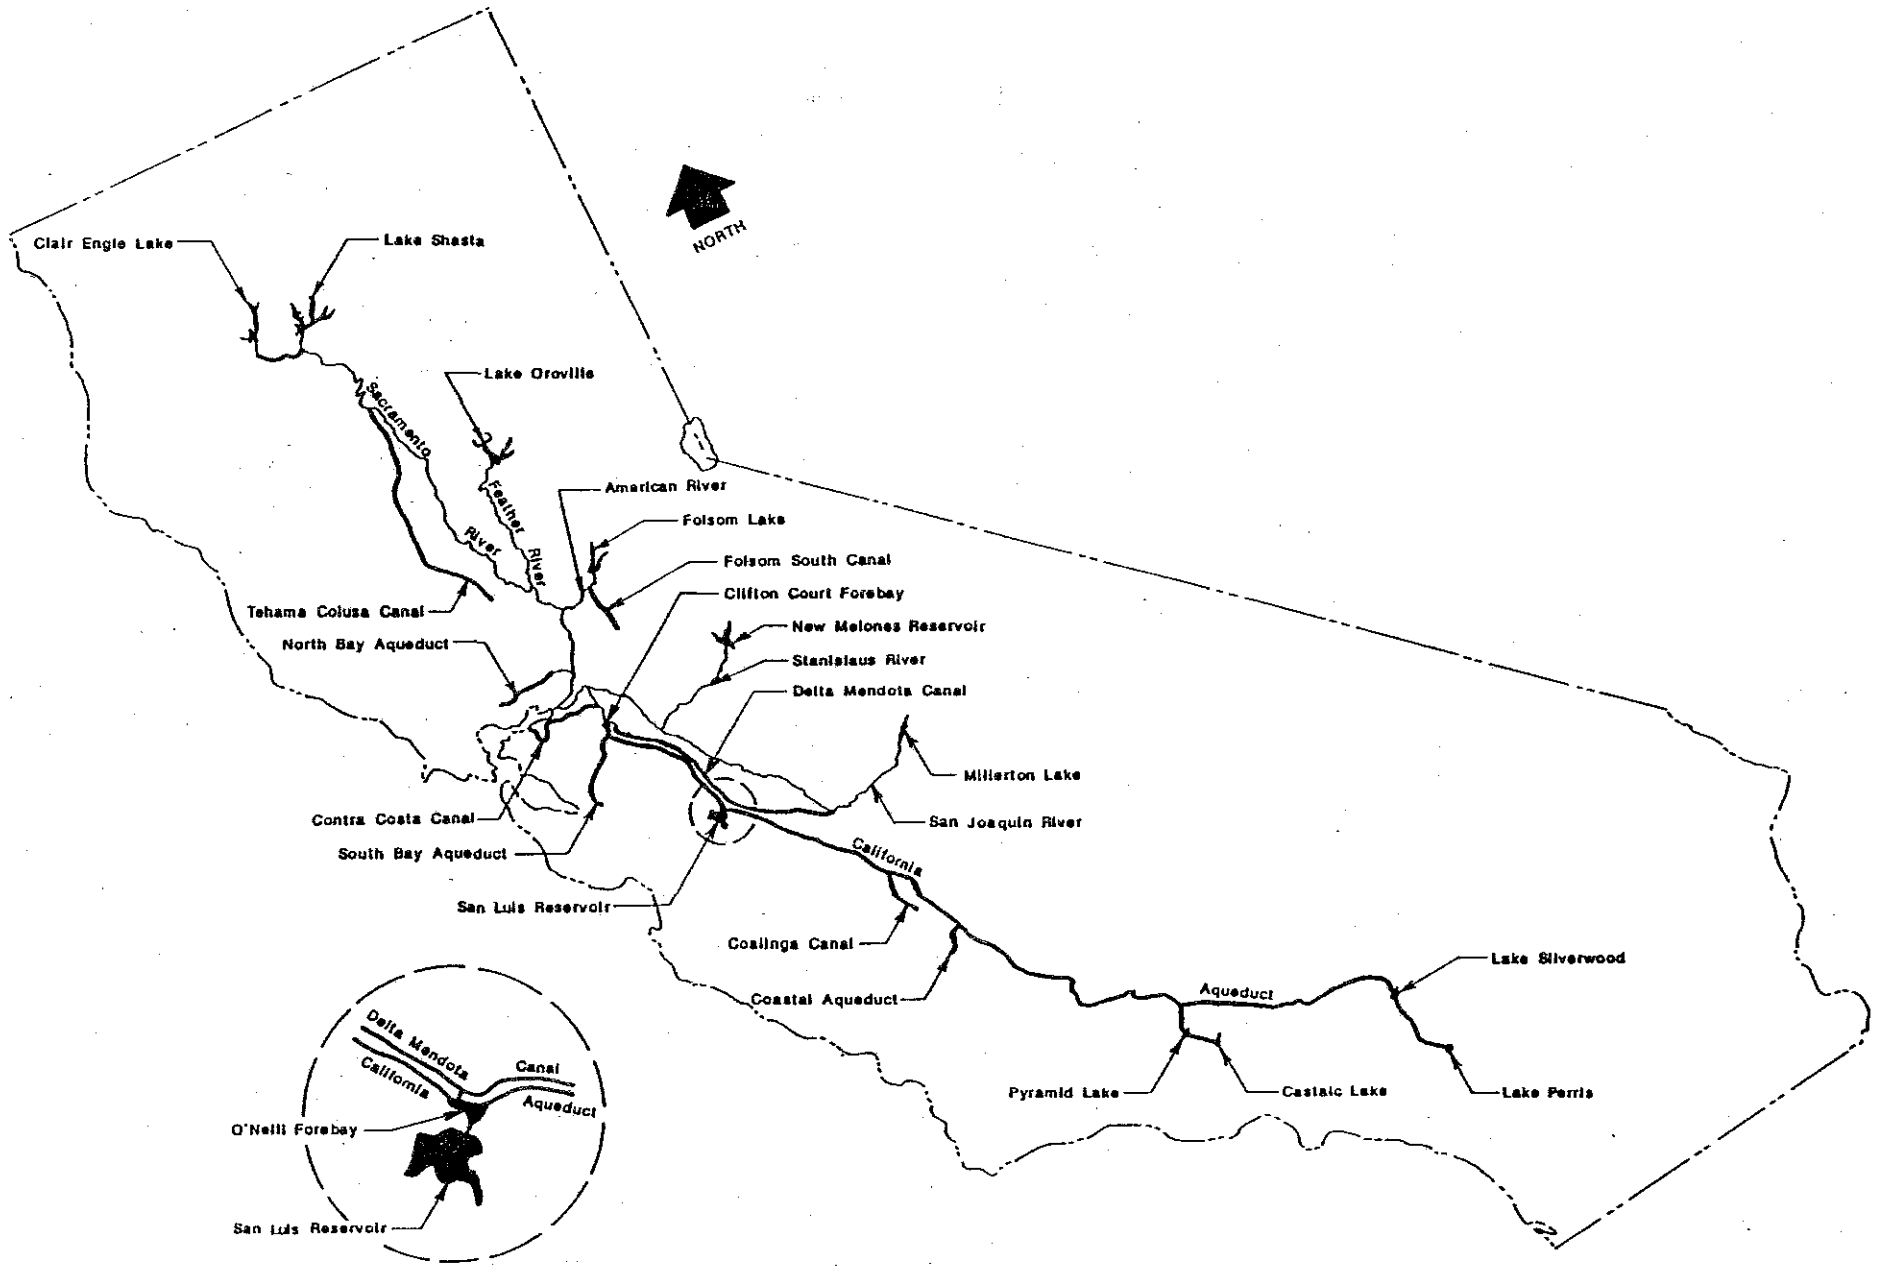 NORTH
Clair Engle Lake
Lake Shasta
Lake Oroville
Sacramento
River
Feather
River
American River
Folsom Lake
Folsom South Canal
Clifton Court Forebay
Tehama Colusa Canal
North Bay Aqueduct
New Melones Reservoir
Stanislaus River
Delta Mendota Canal
Millerton Lake
San Joaquin River
Contra Costa Canal
South Bay Aqueduct
San Luis Reservoir
California
Aqueduct
Coalinga Canal
Coastal Aqueduct
Lake Silverwood
Pyramid Lake
Castaic Lake
Lake Perris
Delta Mendota
Canal
California
Aqueduct
O'Neill Forebay
San Luis Reservoir